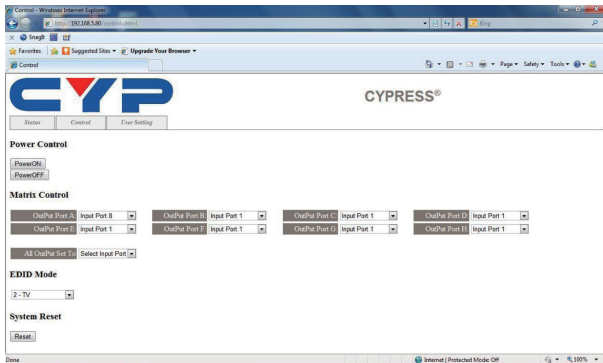 Control - Windows Internet Explorer
http://192.168.5.80/control.shtml
Bing
x SnagIt
Favorites Suggested Sites Upgrade Your Browser
Control
Page Safety Tools
CYP
CYPRESS®
Status Control User Setting
Power Control
PowerON
PowerOFF
Matrix Control
OutPut Port A Input Port 8 OutPut Port B Input Port 1 OutPut Port C Input Port 1 OutPut Port D Input Port 1
OutPut Port E Input Port 1 OutPut Port F Input Port 1 OutPut Port G Input Port 1 OutPut Port H Input Port 1
All OutPut Set To Select Input Port
EDID Mode
2 - TV
System Reset
Reset
Done Internet | Protected Mode: Off 100%